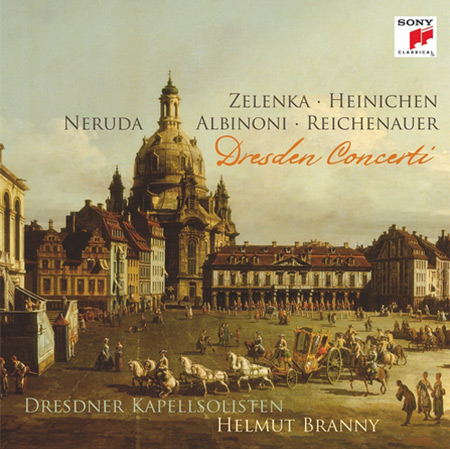 SONY
CLASSICAL
ZELENKA · HEINICHEN
NERUDA ALBINONI · REICHENAUER
Dresden Concerti
DRESDNER KAPELLSOLISTEN
HELMUT BRANNY